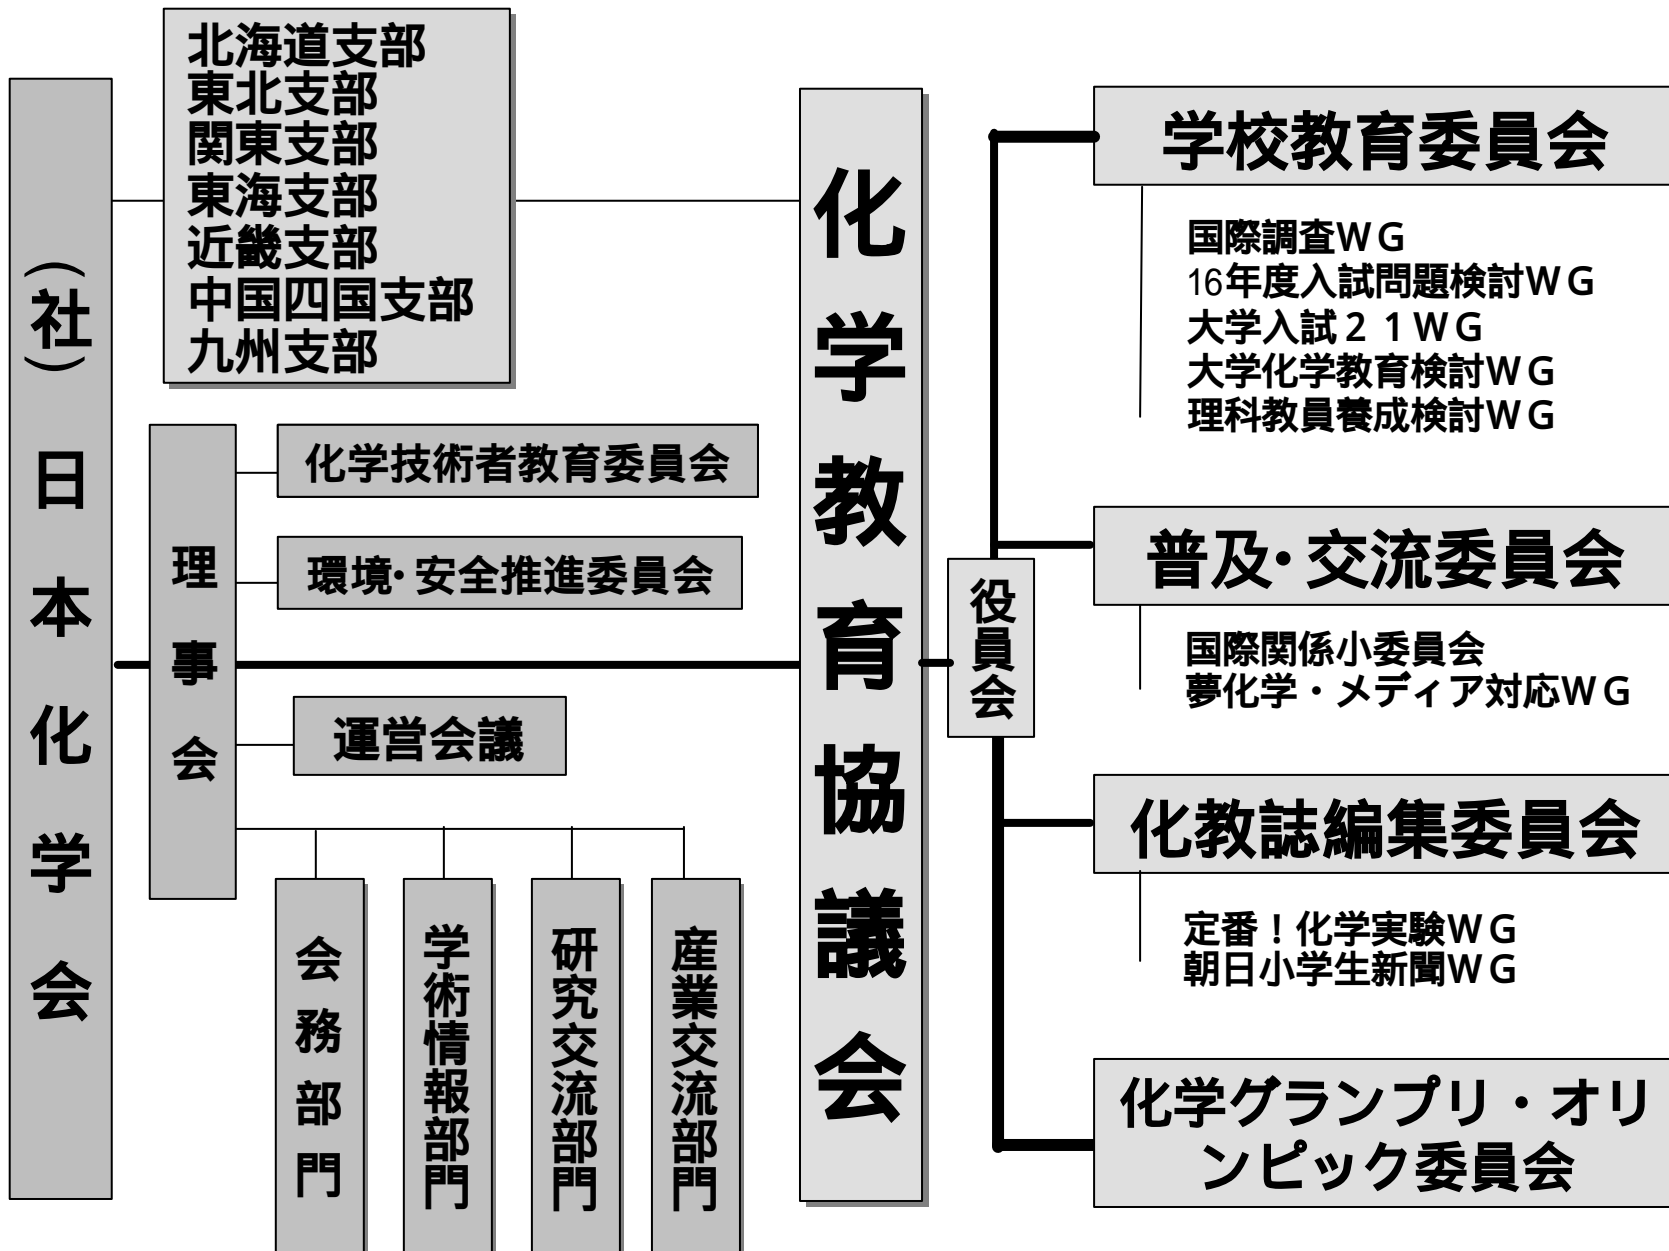 (社)日本化学会
北海道支部
東北支部
関東支部
東海支部
近畿支部
中国四国支部
九州支部
理事会
化学技術者教育委員会
環境・安全推進委員会
運営会議
会務部門
学術情報部門
研究交流部門
産業交流部門
化学教育協議会
役員会
学校教育委員会
国際調査WG
16年度入試問題検討WG
大学入試21WG
大学化学教育検討WG
理科教員養成検討WG
普及・交流委員会
国際関係小委員会
夢化学・メディア対応WG
化教誌編集委員会
定番!化学実験WG
朝日小学生新聞WG
化学グランプリ・オリ
ンピック委員会